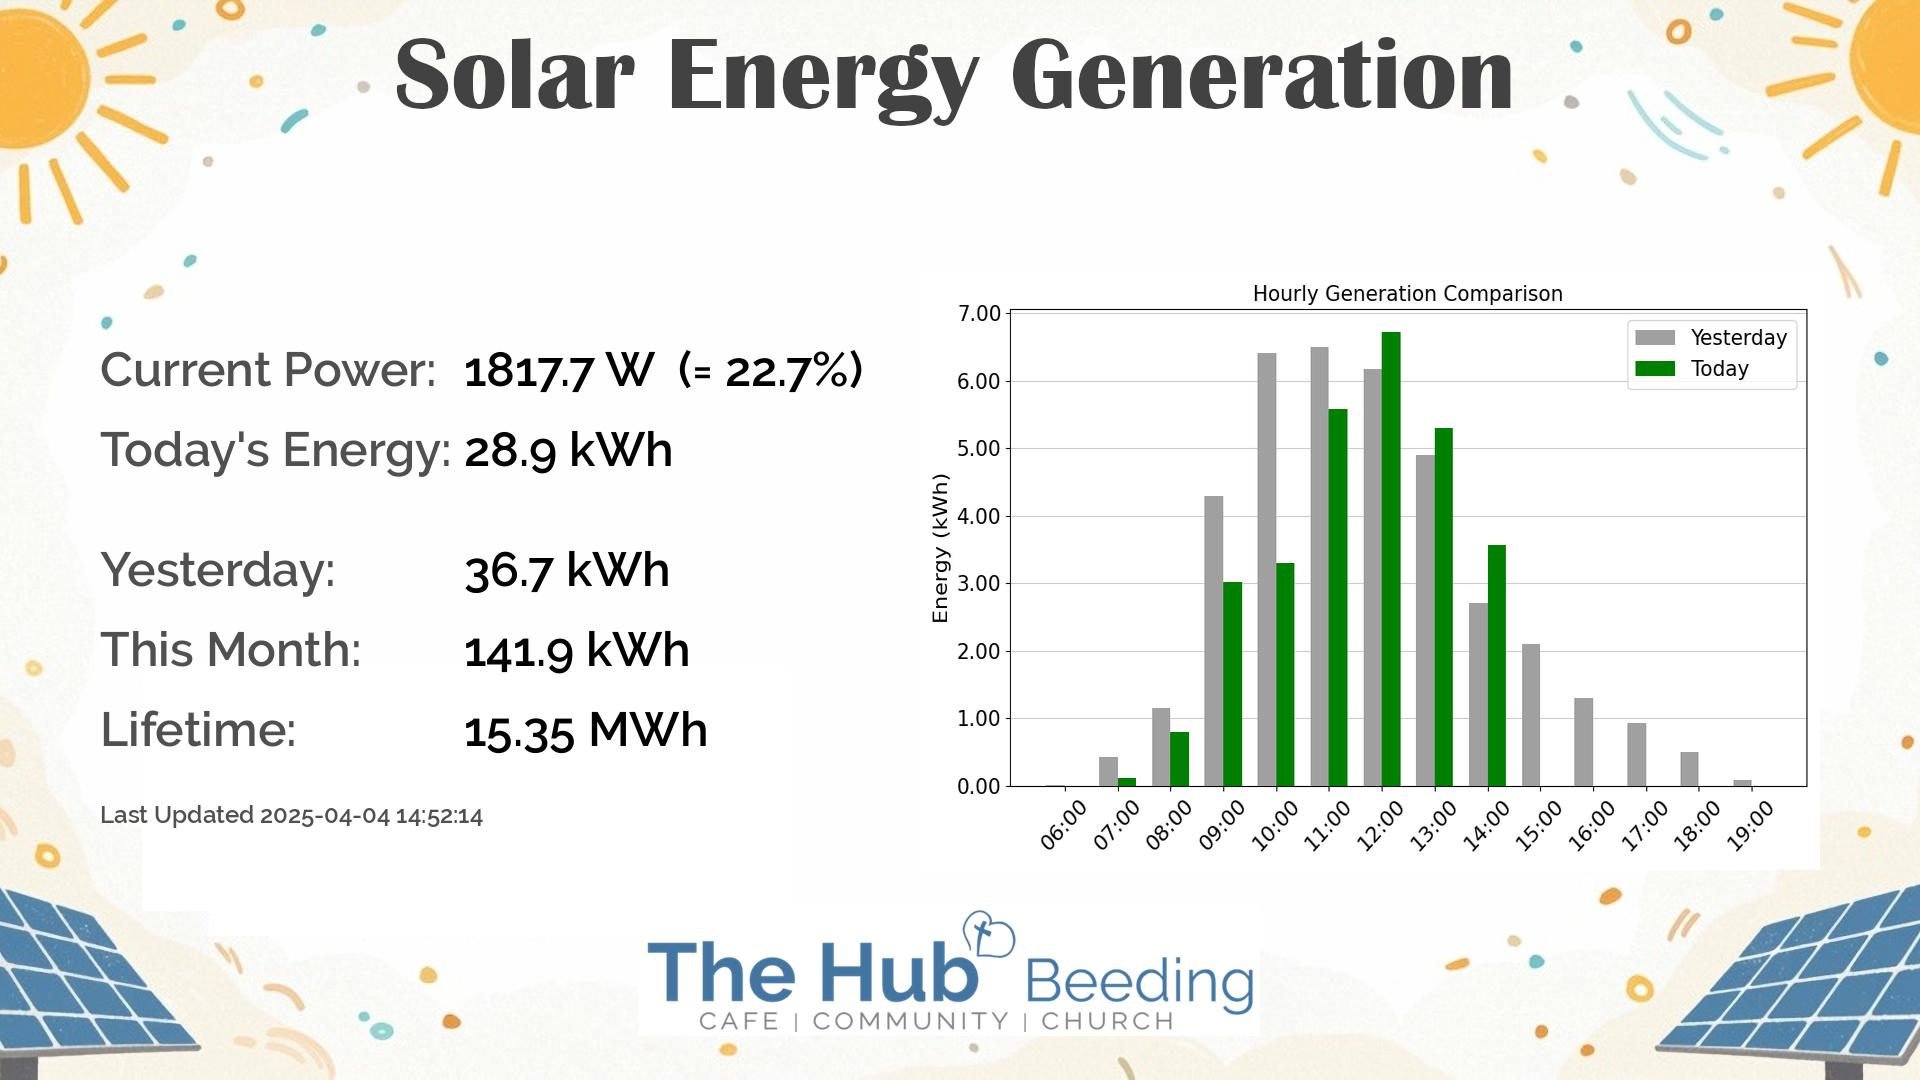 Solar Energy Generation
Current Power: 1817.7 W (= 22.7%)
Today's Energy: 28.9 kWh
Yesterday: 36.7 kWh
This Month: 141.9 kWh
Lifetime: 15.35 MWh
Last Updated 2025-04-04 14:52:14
Hourly Generation Comparison
Yesterday
Today
Energy (kWh)
7.00
6.00
5.00
4.00
3.00
2.00
1.00
0.00
06:00 07:00 08:00 09:00 10:00 11:00 12:00 13:00 14:00 15:00 16:00 17:00 18:00 19:00
The Hub Beeding
CAFE | COMMUNITY | CHURCH